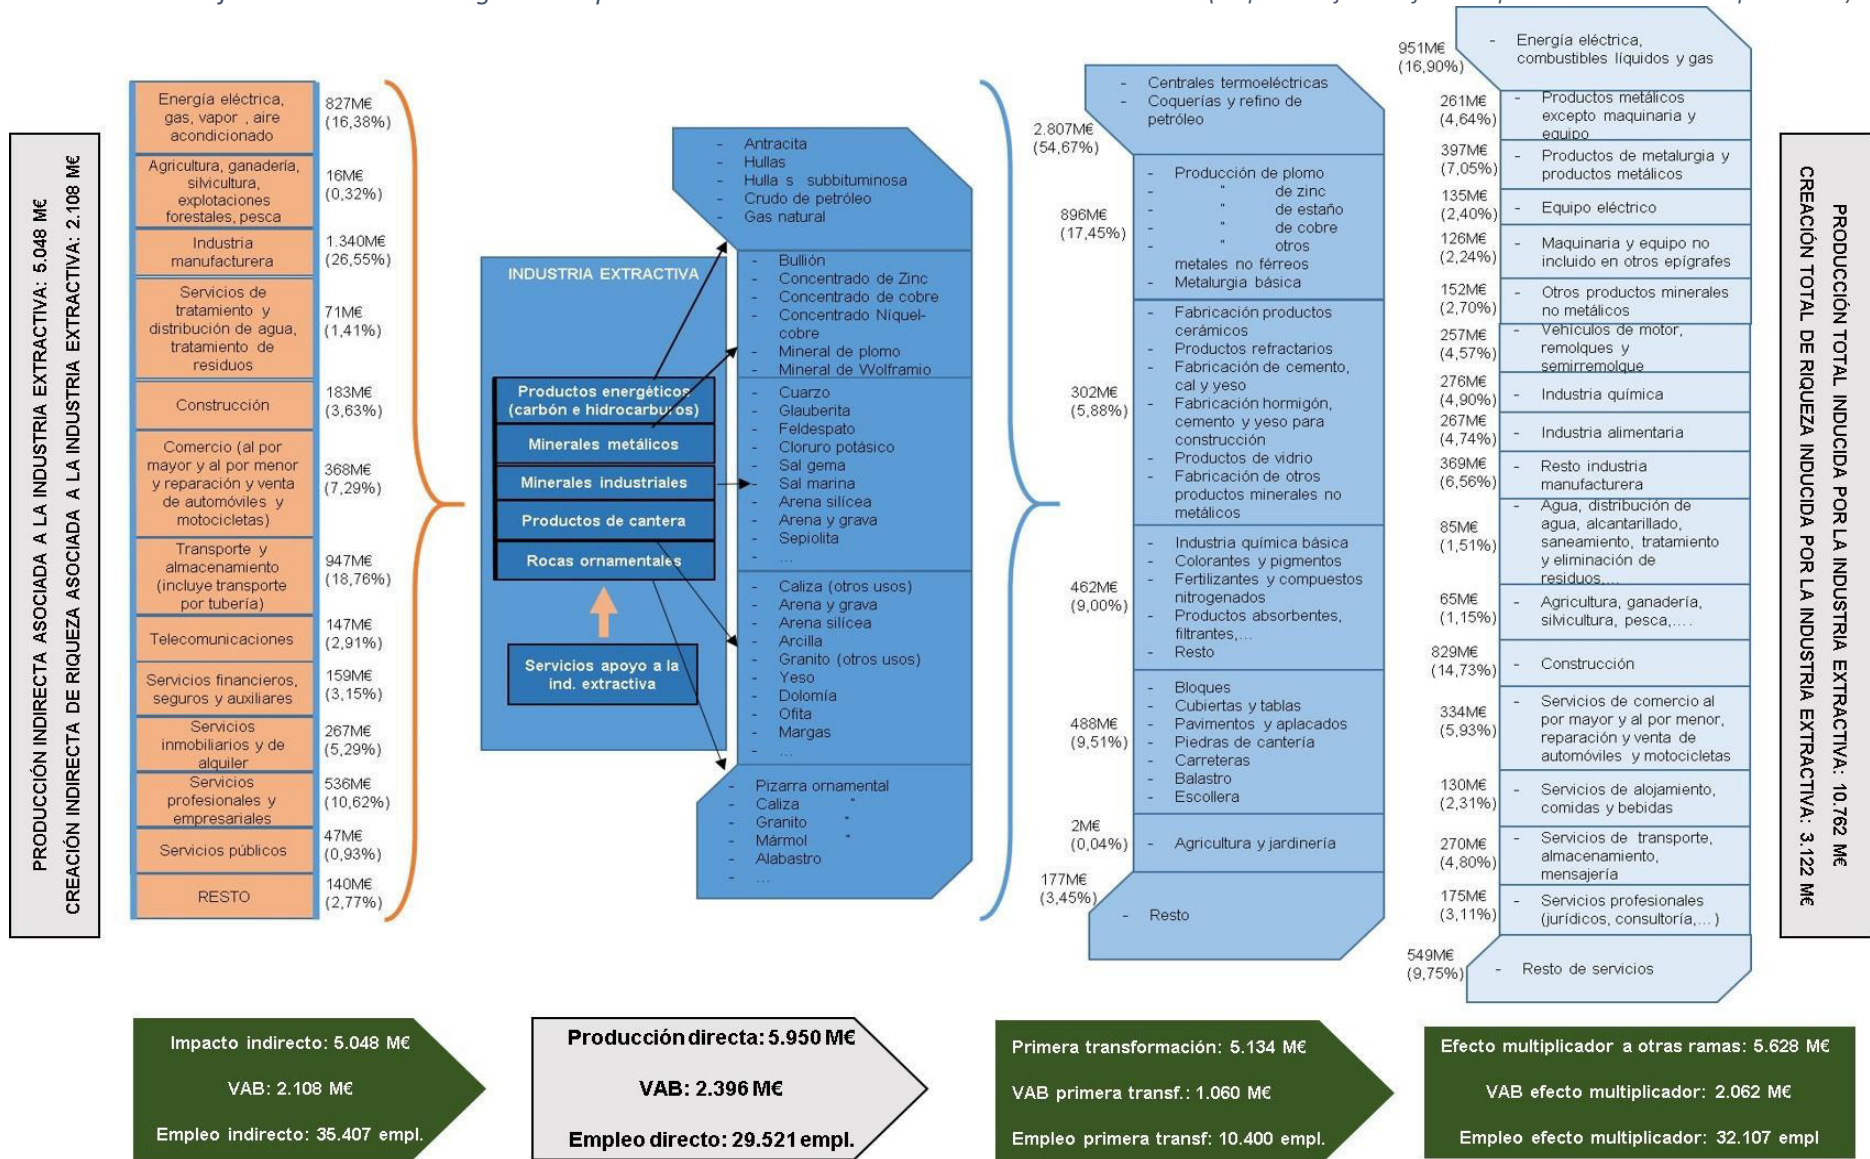 PRODUCCIÓN INDIRECTA ASOCIADA A LA INDUSTRIA EXTRACTIVA: 5.048 M€
CREACIÓN INDIRECTA DE RIQUEZA ASOCIADA A LA INDUSTRIA EXTRACTIVA: 2.108 M€
Energía eléctrica,
gas, vapor , aire
acondicionado
827M€
(16,38%)
Agricultura, ganadería,
silvicultura,
explotaciones
forestales, pesca
16M€
(0,32%)
Industria
manufacturera
1.340M€
(26,55%)
Servicios de
tratamiento y
distribución de agua,
tratamiento de
residuos
71M€
(1,41%)
Construcción
183M€
(3,63%)
Comercio (al por
mayor y al por menor
y reparación y venta
de automóviles y
motocicletas)
368M€
(7,29%)
Transporte y
almacenamiento
(incluye transporte
por tubería)
947M€
(18,76%)
Telecomunicaciones
147M€
(2,91%)
Servicios financieros,
seguros y auxiliares
159M€
(3,15%)
Servicios
inmobiliarios y de
alquiler
267M€
(5,29%)
Servicios
profesionales y
empresariales
536M€
(10,62%)
Servicios públicos
47M€
(0,93%)
RESTO
140M€
(2,77%)
INDUSTRIA EXTRACTIVA
Productos energéticos
(carbón e hidrocarburos)
Minerales metálicos
Minerales industriales
Productos de cantera
Rocas ornamentales
Servicios apoyo a la
ind. extractiva
- Antracita
- Hullas
- Hulla s subbituminosa
- Crudo de petróleo
- Gas natural
- Bullión
- Concentrado de Zinc
- Concentrado de cobre
- Concentrado Níquel-
cobre
- Mineral de plomo
- Mineral de Wolframio
- Cuarzo
- Glauberita
- Feldespato
- Cloruro potásico
- Sal gema
- Sal marina
- Arena silícea
- Arena y grava
- Sepiolita
- ...
- Caliza (otros usos)
- Arena y grava
- Arena silícea
- Arcilla
- Granito (otros usos)
- Yeso
- Dolomía
- Ofita
- Margas
- ...
- Pizarra ornamental
- Caliza "
- Granito "
- Mármol "
- Alabastro
- ...
2.807M€
(54,67%)
- Centrales termoeléctricas
- Coquerías y refino de
petróleo
896M€
(17,45%)
- Producción de plomo
- " de zinc
- " de estaño
- " de cobre
- " otros
metales no férreos
- Metalurgia básica
302M€
(5,88%)
- Fabricación productos
cerámicos
- Productos refractarios
- Fabricación de cemento,
cal y yeso
- Fabricación hormigón,
cemento y yeso para
construcción
- Productos de vidrio
- Fabricación de otros
productos minerales no
metálicos
462M€
(9,00%)
- Industria química básica
- Colorantes y pigmentos
- Fertilizantes y compuestos
nitrogenados
- Productos absorbentes,
filtrantes,...
- Resto
488M€
(9,51%)
- Bloques
- Cubiertas y tablas
- Pavimentos y aplacados
- Piedras de cantería
- Carreteras
- Balastro
- Escollera
2M€
(0,04%)
- Agricultura y jardinería
177M€
(3,45%)
- Resto
951M€
(16,90%)
- Energía eléctrica,
combustibles líquidos y gas
261M€
(4,64%)
- Productos metálicos
excepto maquinaria y
equipo
397M€
(7,05%)
- Productos de metalurgia y
productos metálicos
135M€
(2,40%)
- Equipo eléctrico
126M€
(2,24%)
- Maquinaria y equipo no
incluido en otros epígrafes
152M€
(2,70%)
- Otros productos minerales
no metálicos
257M€
(4,57%)
- Vehículos de motor,
remolques y
semirremolque
276M€
(4,90%)
- Industria química
267M€
(4,74%)
- Industria alimentaria
369M€
(6,56%)
- Resto industria
manufacturera
85M€
(1,51%)
- Agua, distribución de
agua, alcantarillado,
saneamiento, tratamiento
y eliminación de
residuos,...
65M€
(1,15%)
- Agricultura, ganadería,
silvicultura, pesca,....
829M€
(14,73%)
- Construcción
334M€
(5,93%)
- Servicios de comercio al
por mayor y al por menor,
reparación y venta de
automóviles y motocicletas
130M€
(2,31%)
- Servicios de alojamiento,
comidas y bebidas
270M€
(4,80%)
- Servicios de transporte,
almacenamiento,
mensajería
175M€
(3,11%)
- Servicios profesionales
(jurídicos, consultoría,...)
549M€
(9,75%)
- Resto de servicios
PRODUCCIÓN TOTAL INDUCIDA POR LA INDUSTRIA EXTRACTIVA: 10.762 M€
CREACIÓN TOTAL DE RIQUEZA INDUCIDA POR LA INDUSTRIA EXTRACTIVA: 3.122 M€
Impacto indirecto: 5.048 M€
VAB: 2.108 M€
Empleo indirecto: 35.407 empl.
Producción directa: 5.950 M€
VAB: 2.396 M€
Empleo directo: 29.521 empl.
Primera transformación: 5.134 M€
VAB primera transf.: 1.060 M€
Empleo primera transf: 10.400 empl.
Efecto multiplicador a otras ramas: 5.628 M€
VAB efecto multiplicador: 2.062 M€
Empleo efecto multiplicador: 32.107 empl